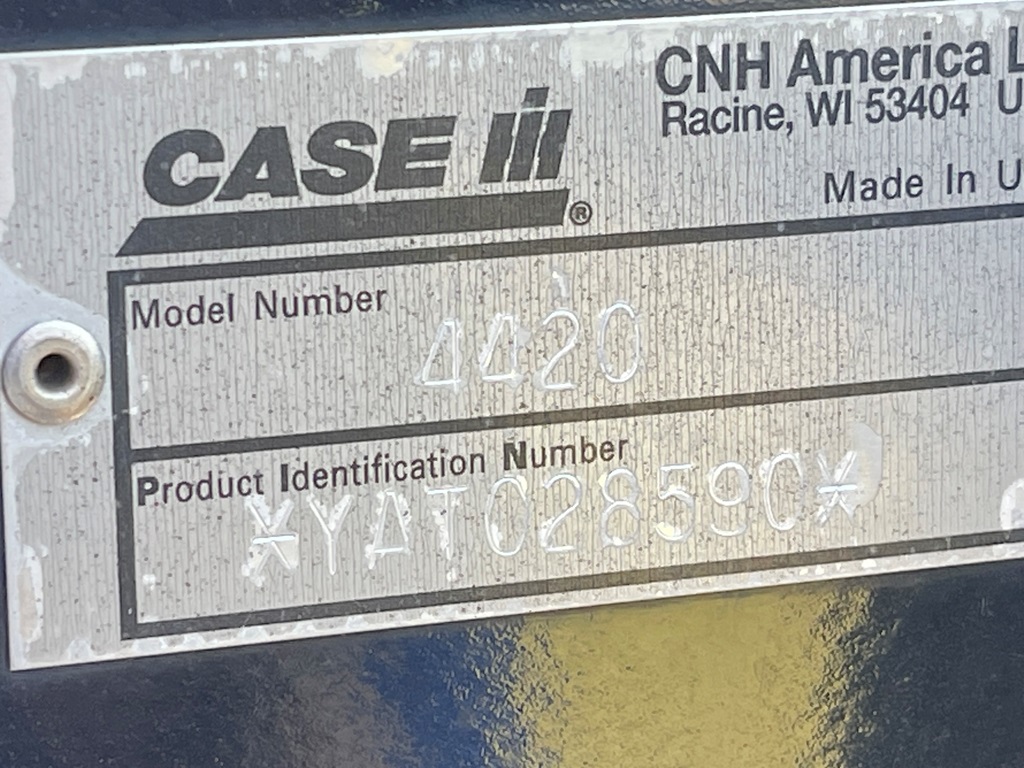 CASE IH®
CNH America L
Racine, WI 53404 U
Made In U
Model Number
4420
Product Identification Number
*YAT028590*